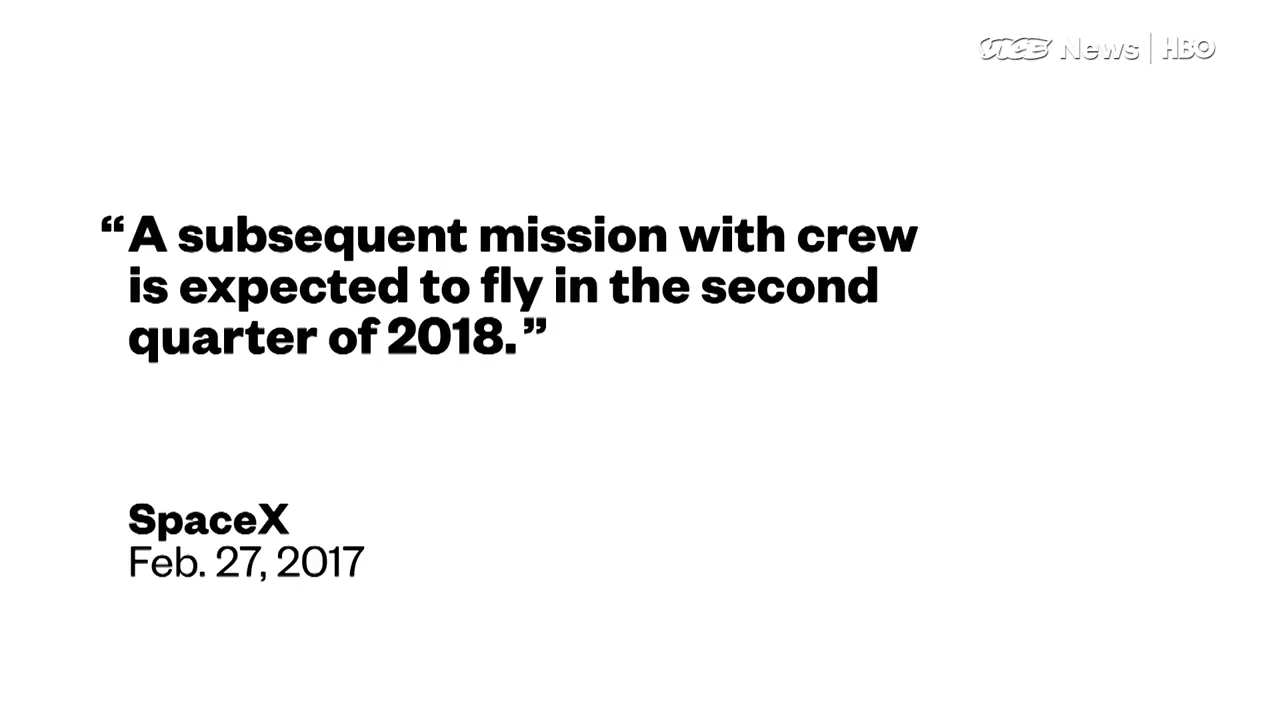 VICE News | HBO
“A subsequent mission with crew
is expected to fly in the second
quarter of 2018.”
SpaceX
Feb. 27, 2017